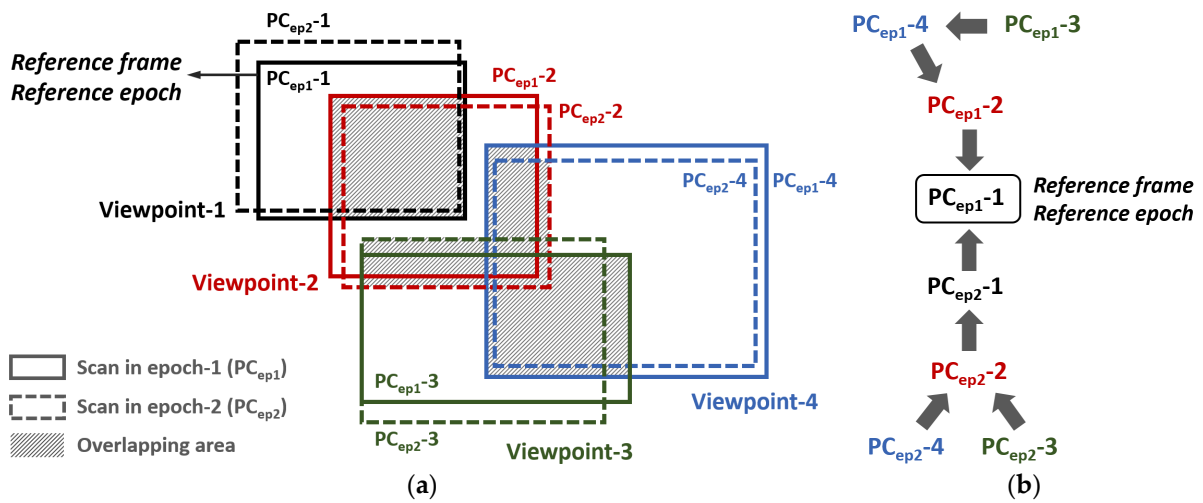 PCep2-1
Reference frame
Reference epoch
PCep1-1
PCep1-2
PCep2-2
Viewpoint-1
PCep2-4
PCep1-4
Viewpoint-2
Scan in epoch-1 (PCep1)
Scan in epoch-2 (PCep2)
Overlapping area
PCep1-3
PCep2-3
Viewpoint-3
Viewpoint-4
(a)
PCep1-4
PCep1-3
PCep1-2
PCep1-1
Reference frame
Reference epoch
PCep2-1
PCep2-2
PCep2-4
PCep2-3
(b)